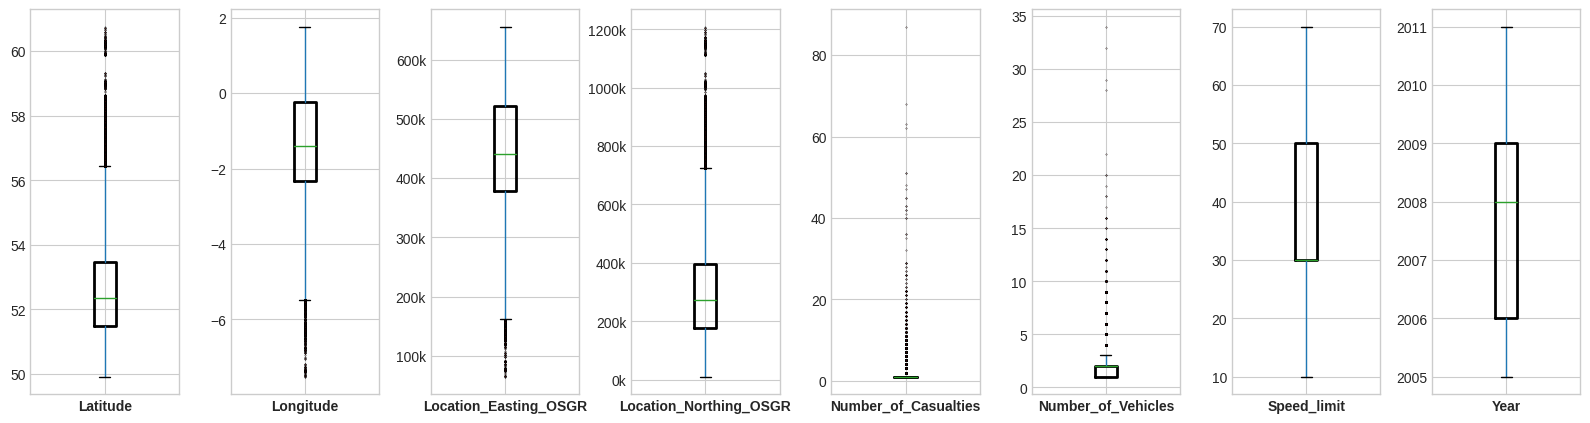 60
58
56
54
52
50
Latitude
2
0
−2
−4
−6
Longitude
600k
500k
400k
300k
200k
100k
Location_Easting_OSGR
1200k
1000k
800k
600k
400k
200k
0k
Location_Northing_OSGR
80
60
40
20
0
Number_of_Casualties
35
30
25
20
15
10
5
0
Number_of_Vehicles
70
60
50
40
30
20
10
Speed_limit
2011
2010
2009
2008
2007
2006
2005
Year